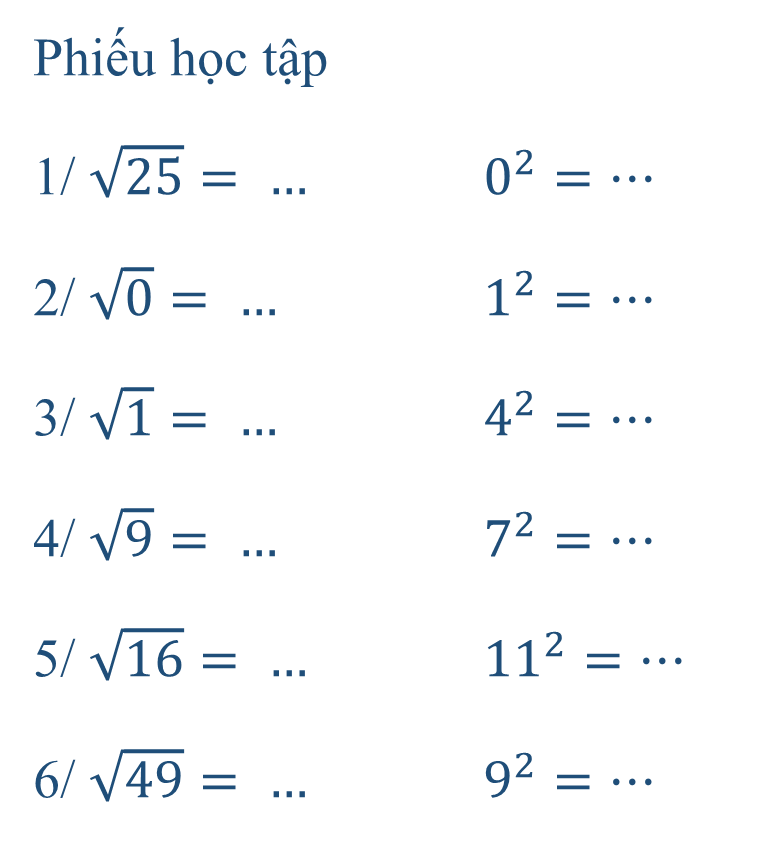 Phiếu học tập
1/ √25 = ... 0² = ⋯
2/ √0 = ... 1² = ⋯
3/ √1 = ... 4² = ⋯
4/ √9 = ... 7² = ⋯
5/ √16 = ... 11² = ⋯
6/ √49 = ... 9² = ⋯